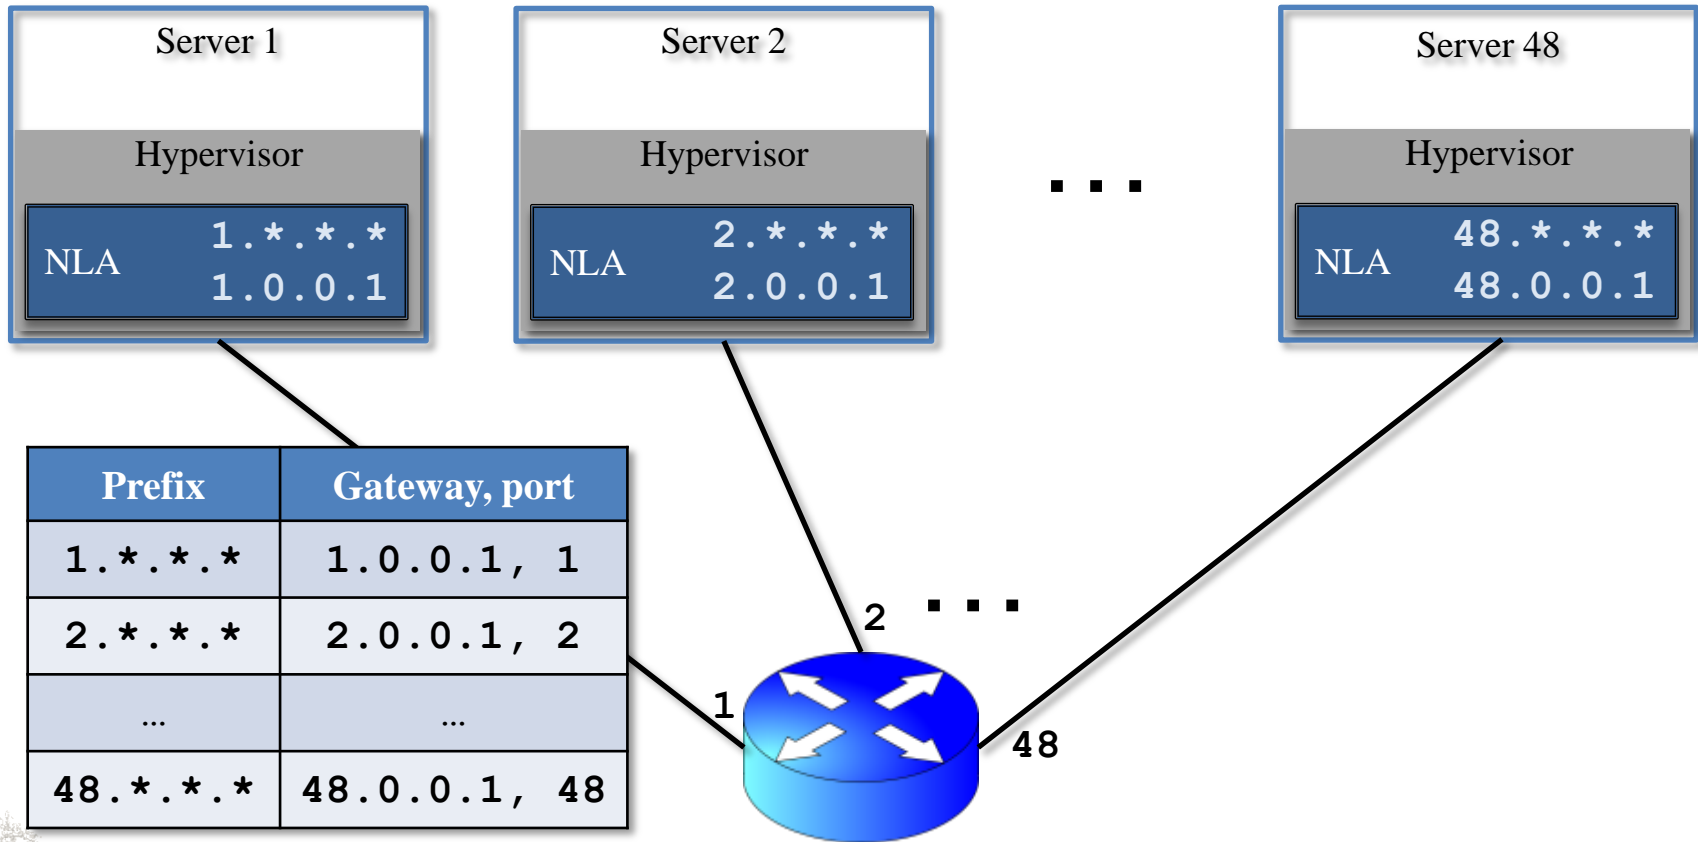 Server 1
Hypervisor
NLA
1.*.*.*
1.0.0.1
Server 2
Hypervisor
NLA
2.*.*.*
2.0.0.1
...
Server 48
Hypervisor
NLA
48.*.*.*
48.0.0.1
Prefix Gateway, port
1.*.*.* 1.0.0.1, 1
2.*.*.* 2.0.0.1, 2
... ...
48.*.*.* 48.0.0.1, 48
1
2
...
48